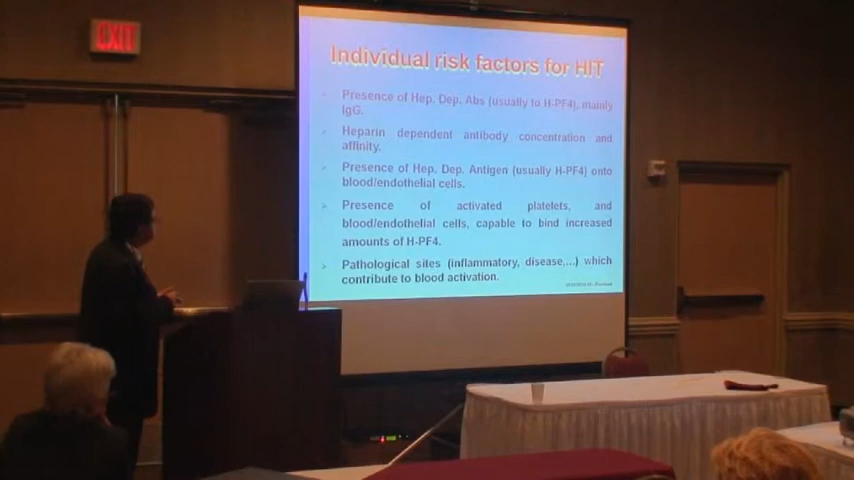 EXIT
Individual risk factors for HIT
Presence of Hep. Dep. Abs (usually to H-PF4), mainly
IgG.
Heparin dependent antibody concentration and
affinity.
Presence of Hep. Dep. Antigen (usually H-PF4) onto
blood/endothelial cells.
Presence of activated platelets, and
blood/endothelial cells, capable to bind increased
amounts of H-PF4.
Pathological sites (inflammatory, disease,...) which
contribute to blood activation.